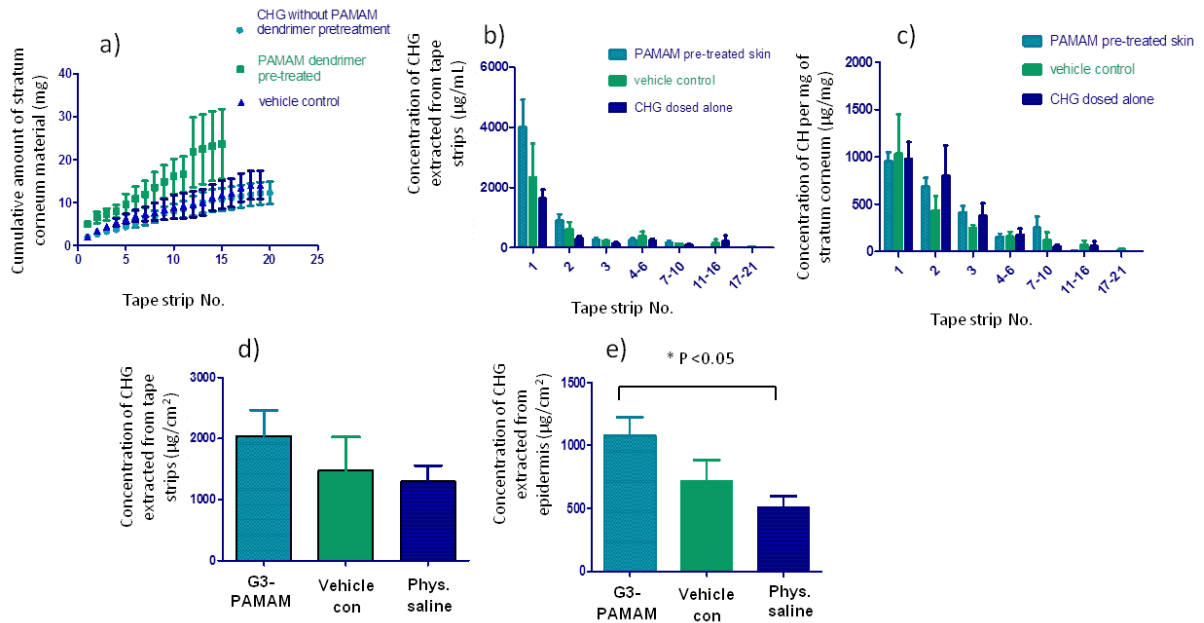 a)
CHG without PAMAM
dendrimer pretreatment
PAMAM dendrimer
pre-treated
vehicle control
Cumulative amount of stratum
corneum material (mg)
40
30
20
10
0
0
5
10
15
20
25
Tape strip No.
b)
PAMAM pre-treated skin
vehicle control
CHG dosed alone
Concentration of CHG
extracted from tape
strips (µg/mL)
6000
4000
2000
0
1
2
3
4-6
7-10
11-16
17-21
Tape strip No.
c)
PAMAM pre-treated skin
vehicle control
CHG dosed alone
Concentration of CH per mg of
stratum corneum (µg/mg)
2000
1500
1000
500
0
1
2
3
4-6
7-10
11-16
17-21
Tape strip No.
d)
Concentration of CHG
extracted from tape
strips (µg/cm²)
3000
2000
1000
0
G3-
PAMAM
Vehicle
con
Phys.
saline
e)
* P<0.05
Concentration of CHG
extracted from
epidermis (µg/cm²)
1500
1000
500
0
G3-
PAMAM
Vehicle
con
Phys.
saline